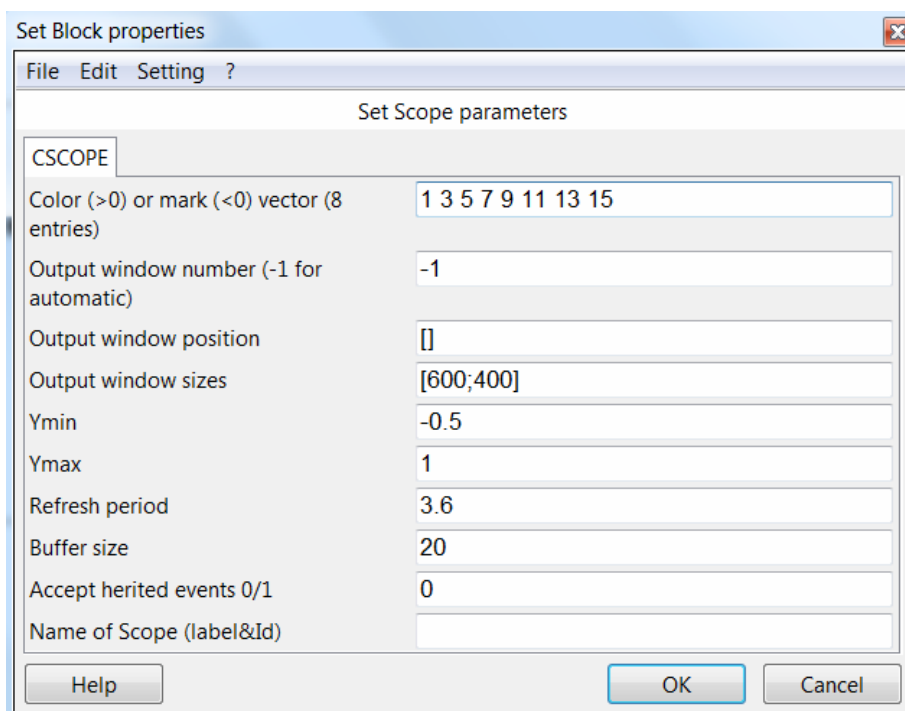 Set Block properties
File Edit Setting ?
Set Scope parameters
CSCOPE
Color (>0) or mark (<0) vector (8
entries)
1 3 5 7 9 11 13 15
Output window number (-1 for
automatic)
-1
Output window position
[]
Output window sizes
[600;400]
Ymin
-0.5
Ymax
1
Refresh period
3.6
Buffer size
20
Accept herited events 0/1
0
Name of Scope (label&Id)
Help
OK
Cancel